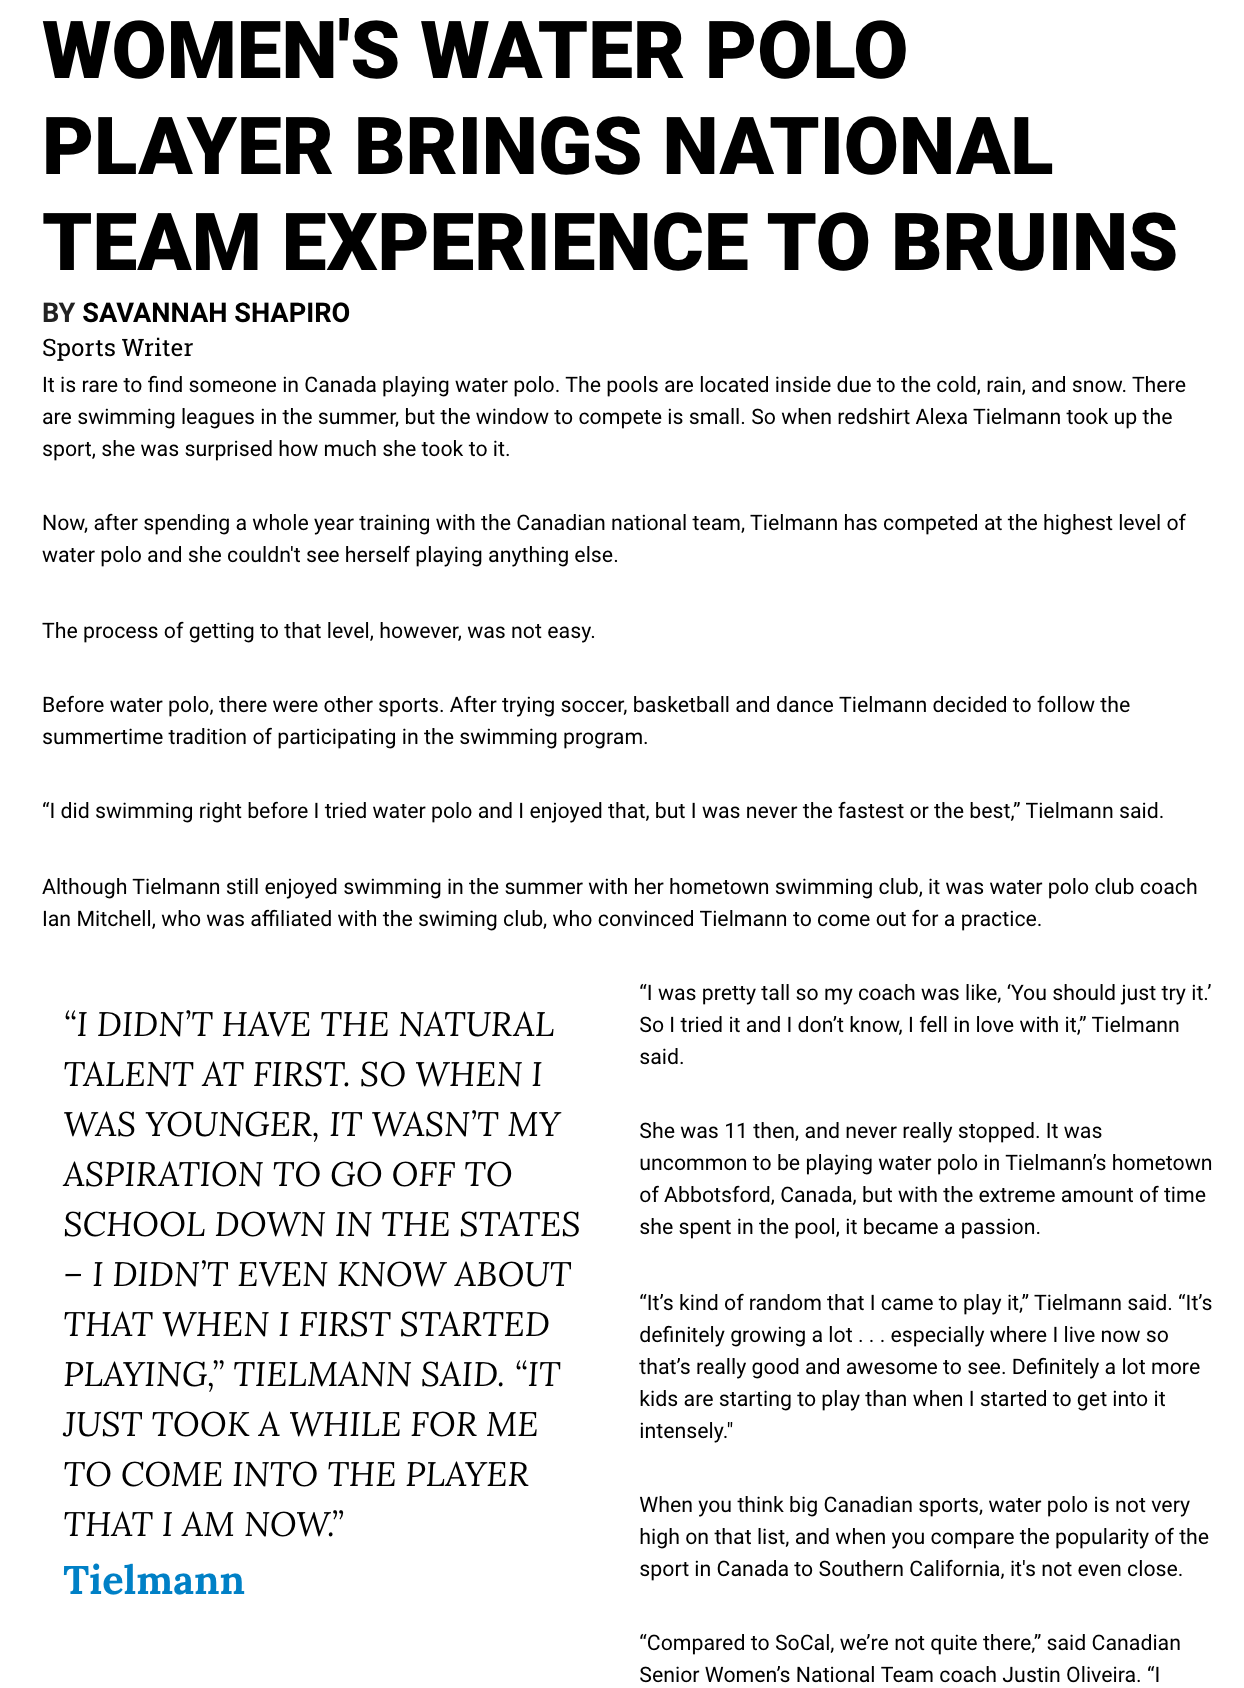 WOMEN'S WATER POLO
PLAYER BRINGS NATIONAL
TEAM EXPERIENCE TO BRUINS
BY SAVANNAH SHAPIRO
Sports Writer
It is rare to find someone in Canada playing water polo. The pools are located inside due to the cold, rain, and snow. There
are swimming leagues in the summer, but the window to compete is small. So when redshirt Alexa Tielmann took up the
sport, she was surprised how much she took to it.
Now, after spending a whole year training with the Canadian national team, Tielmann has competed at the highest level of
water polo and she couldn't see herself playing anything else.
The process of getting to that level, however, was not easy.
Before water polo, there were other sports. After trying soccer, basketball and dance Tielmann decided to follow the
summertime tradition of participating in the swimming program.
“I did swimming right before I tried water polo and I enjoyed that, but I was never the fastest or the best,” Tielmann said.
Although Tielmann still enjoyed swimming in the summer with her hometown swimming club, it was water polo club coach
Ian Mitchell, who was affiliated with the swiming club, who convinced Tielmann to come out for a practice.
“I DIDN’T HAVE THE NATURAL
TALENT AT FIRST. SO WHEN I
WAS YOUNGER, IT WASN’T MY
ASPIRATION TO GO OFF TO
SCHOOL DOWN IN THE STATES
– I DIDN’T EVEN KNOW ABOUT
THAT WHEN I FIRST STARTED
PLAYING,” TIELMANN SAID. “IT
JUST TOOK A WHILE FOR ME
TO COME INTO THE PLAYER
THAT I AM NOW.”
Tielmann
“I was pretty tall so my coach was like, ‘You should just try it.’
So I tried it and I don’t know, I fell in love with it,” Tielmann
said.
She was 11 then, and never really stopped. It was
uncommon to be playing water polo in Tielmann’s hometown
of Abbotsford, Canada, but with the extreme amount of time
she spent in the pool, it became a passion.
“It’s kind of random that I came to play it,” Tielmann said. “It’s
definitely growing a lot . . . especially where I live now so
that’s really good and awesome to see. Definitely a lot more
kids are starting to play than when I started to get into it
intensely."
When you think big Canadian sports, water polo is not very
high on that list, and when you compare the popularity of the
sport in Canada to Southern California, it's not even close.
“Compared to SoCal, we’re not quite there,” said Canadian
Senior Women’s National Team coach Justin Oliveira. “I